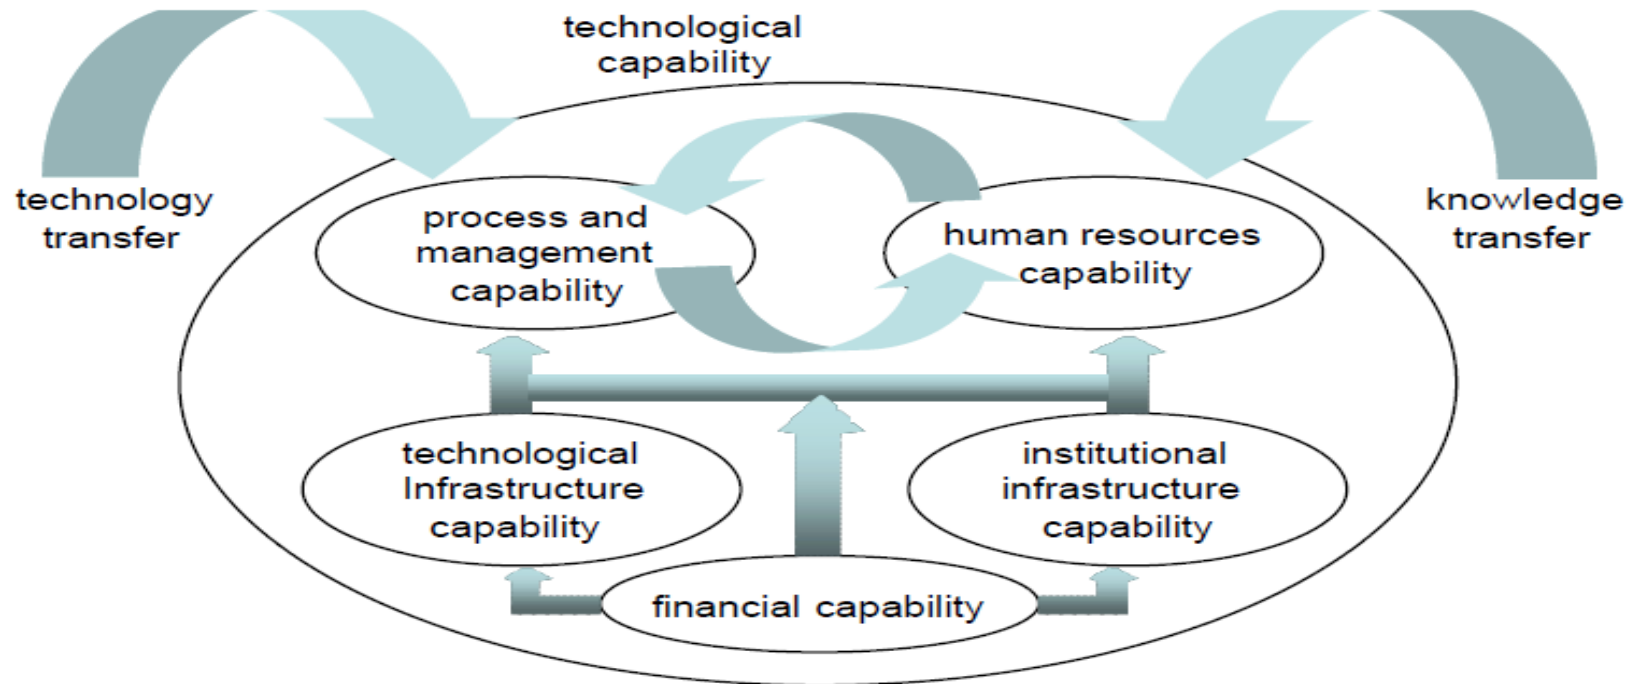 technological
capability
technology
transfer
knowledge
transfer
process and
management
capability
human resources
capability
technological
Infrastructure
capability
institutional
infrastructure
capability
financial capability